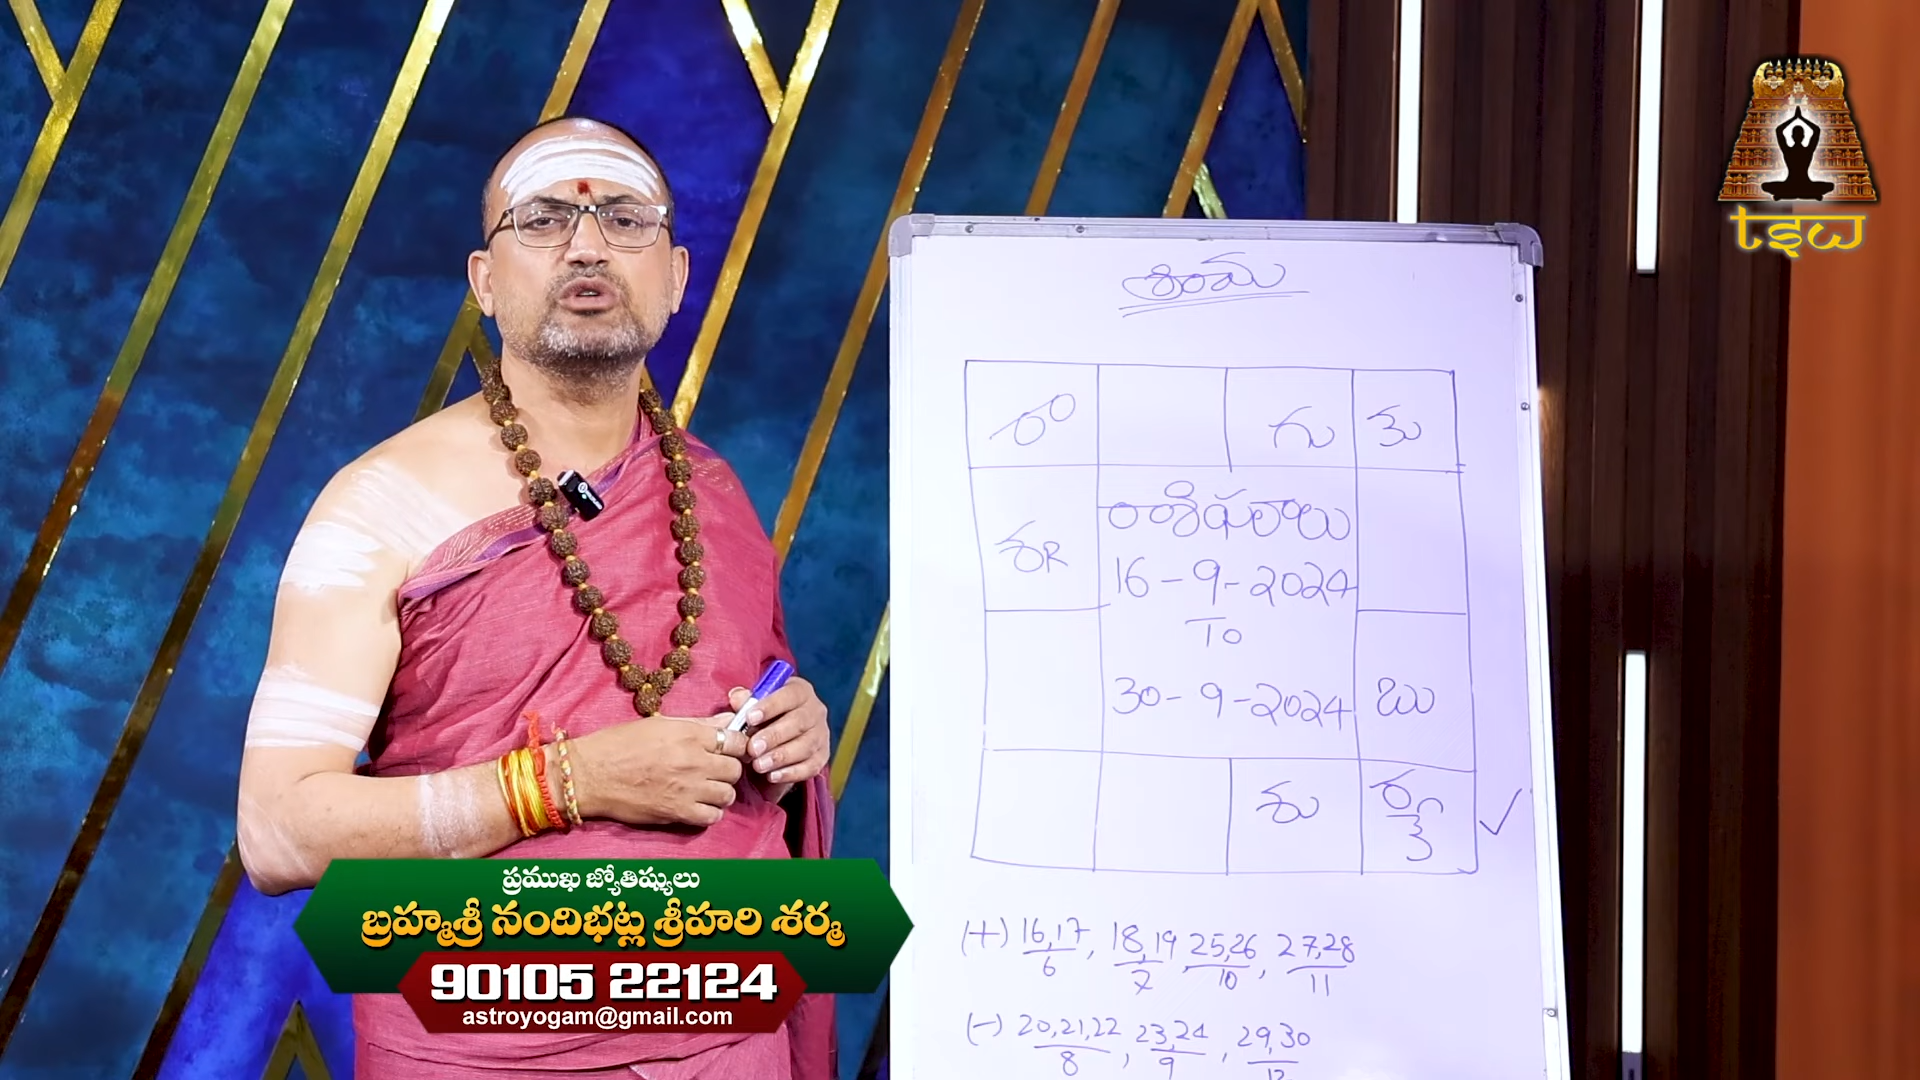 TSW
సింహ
రా
గు
కు
శR
రాశిఫలాలు
16-9-2024
To
30-9-2024
బు
శు
ర
కే
✓
(+) 16,17, 18,19 25,26, 27,28
6 7 10 11
(-) 20,21,22, 23,24, 29,30
8 9 12
ప్రముఖ జ్యోతిష్యులు
బ్రహ్మశ్రీ నందిభట్ల శ్రీహరి శర్మ
90105 22124
astroyogam@gmail.com